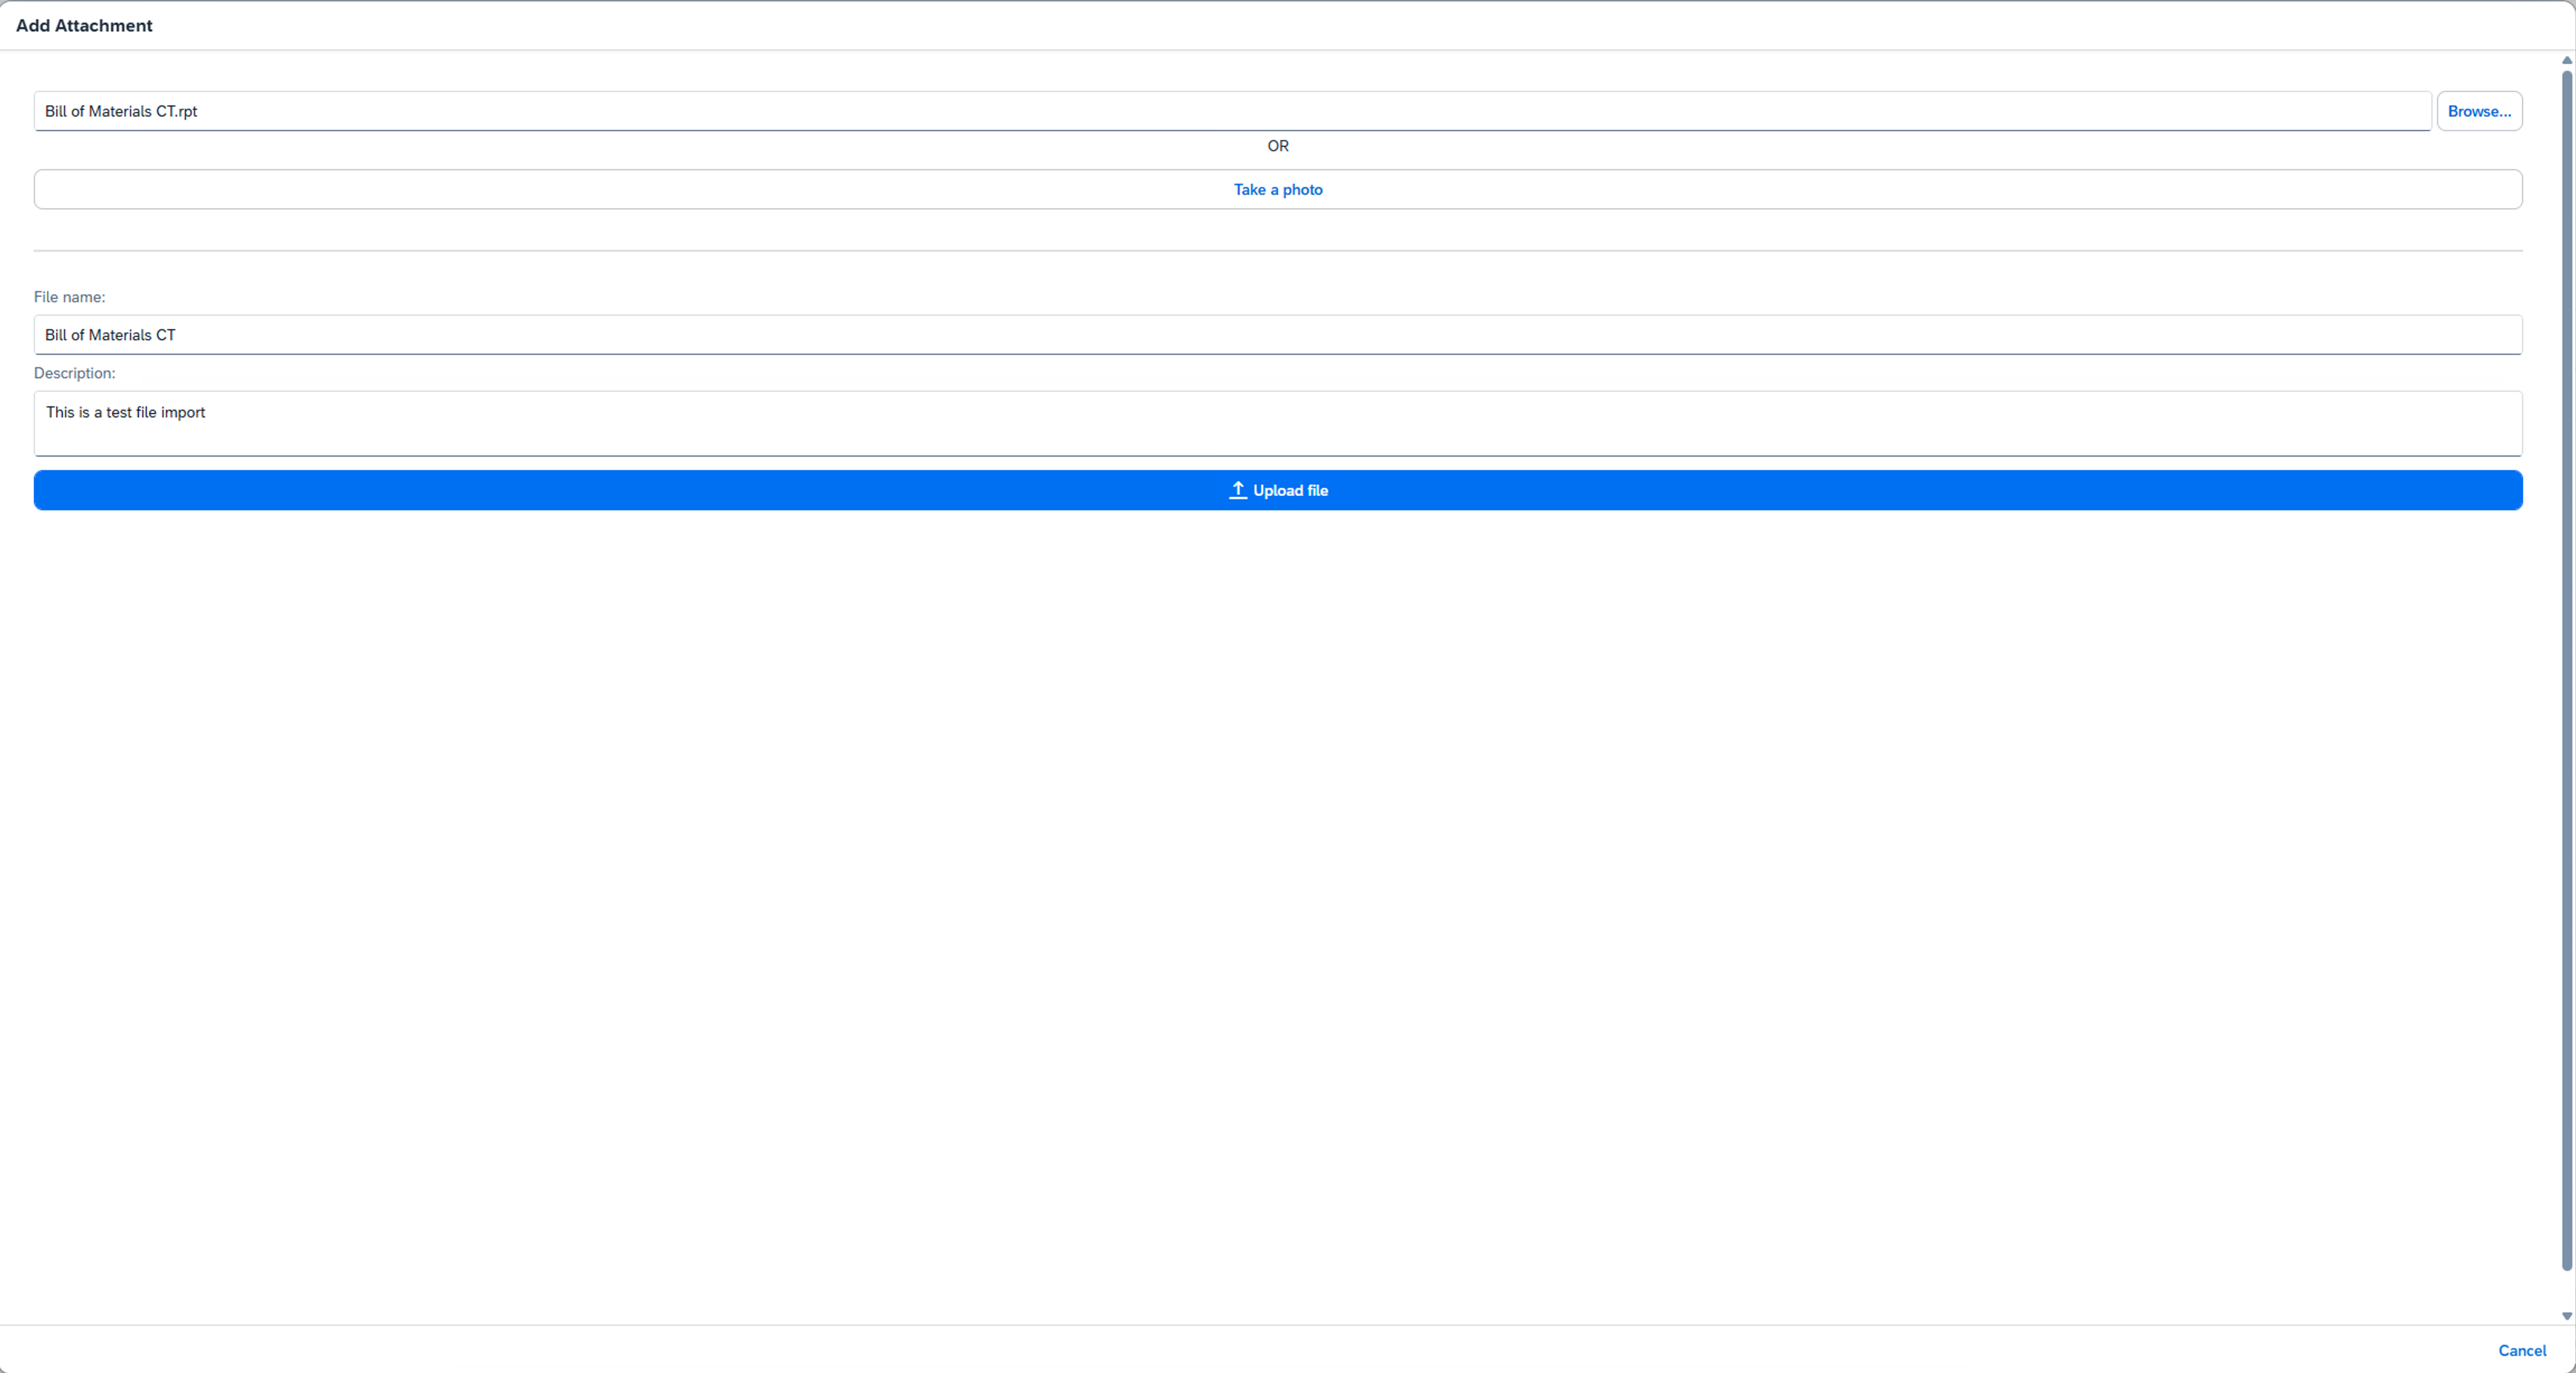 Add Attachment
Bill of Materials CT.rpt
Browse...
OR
Take a photo
File name:
Bill of Materials CT
Description:
This is a test file import
Upload file
Cancel